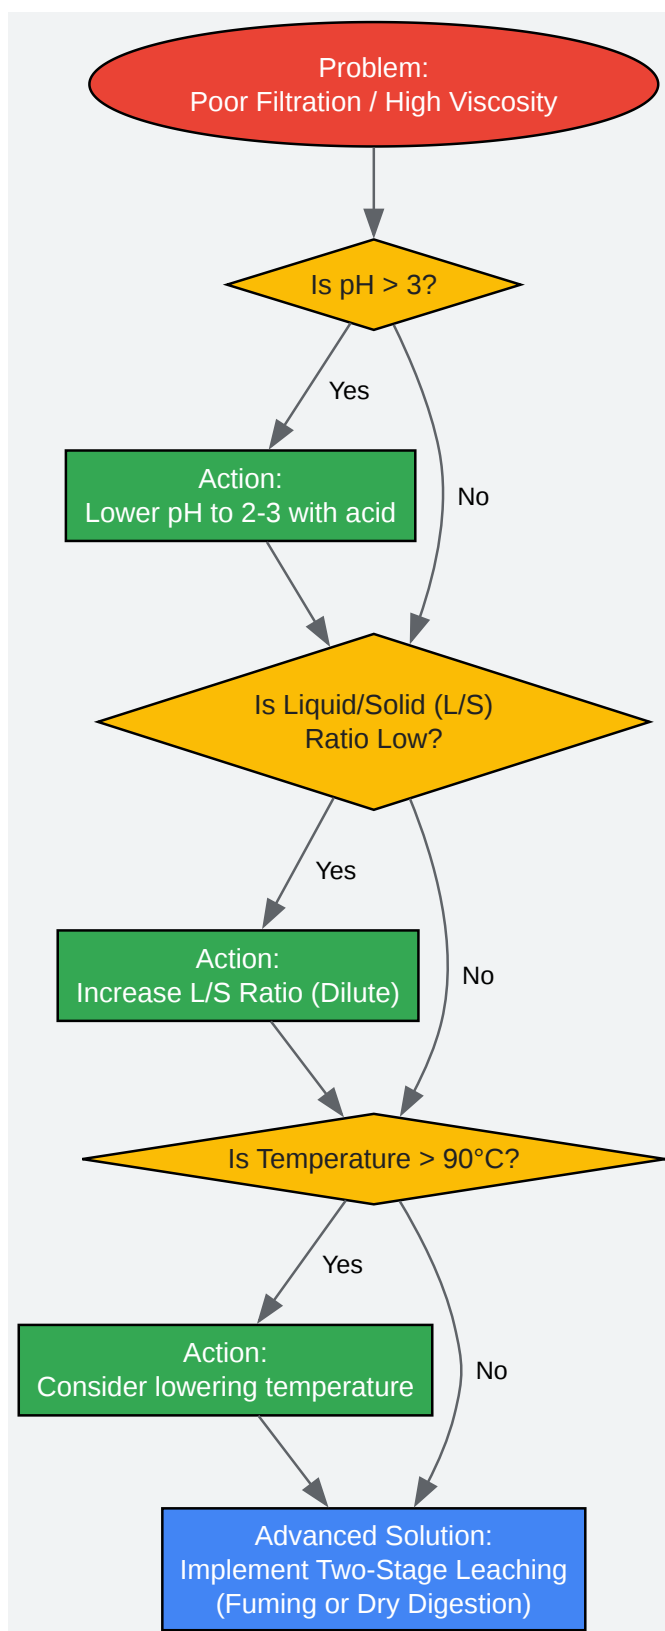 Problem:
Poor Filtration / High Viscosity
Is pH > 3?
Yes
No
Action:
Lower pH to 2-3 with acid
Is Liquid/Solid (L/S)
Ratio Low?
Yes
No
Action:
Increase L/S Ratio (Dilute)
Is Temperature > 90°C?
Yes
No
Action:
Consider lowering temperature
Advanced Solution:
Implement Two-Stage Leaching
(Fuming or Dry Digestion)